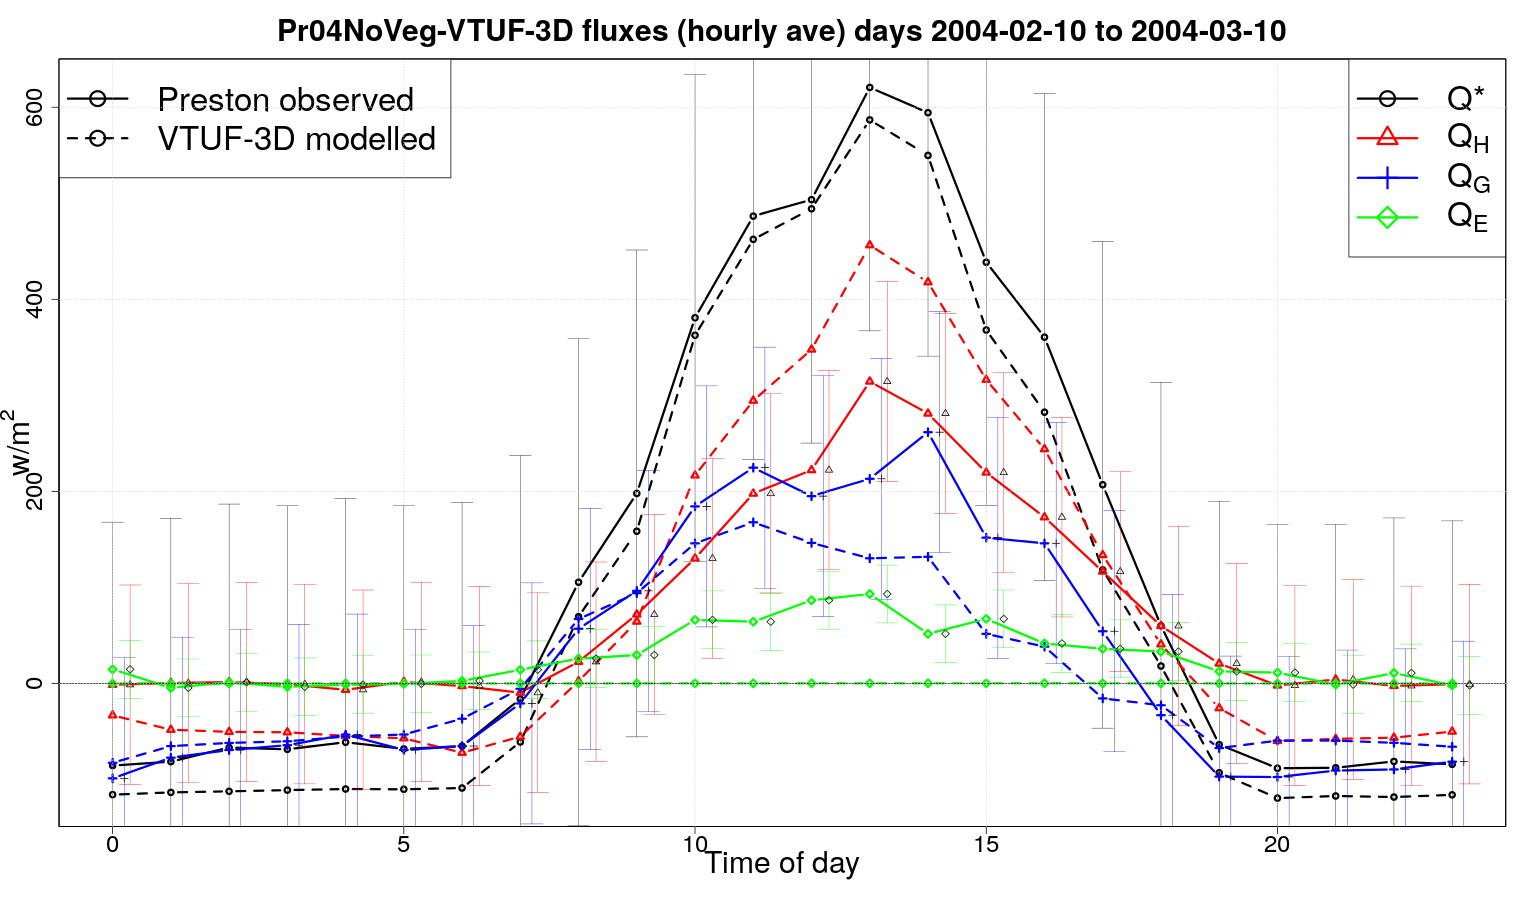 Pr04NoVeg-VTUF-3D fluxes (hourly ave) days 2004-02-10 to 2004-03-10
Preston observed
VTUF-3D modelled
Q*
QH
QG
QE
600
400
200
0
w/m2
0 5 10 15 20
Time of day